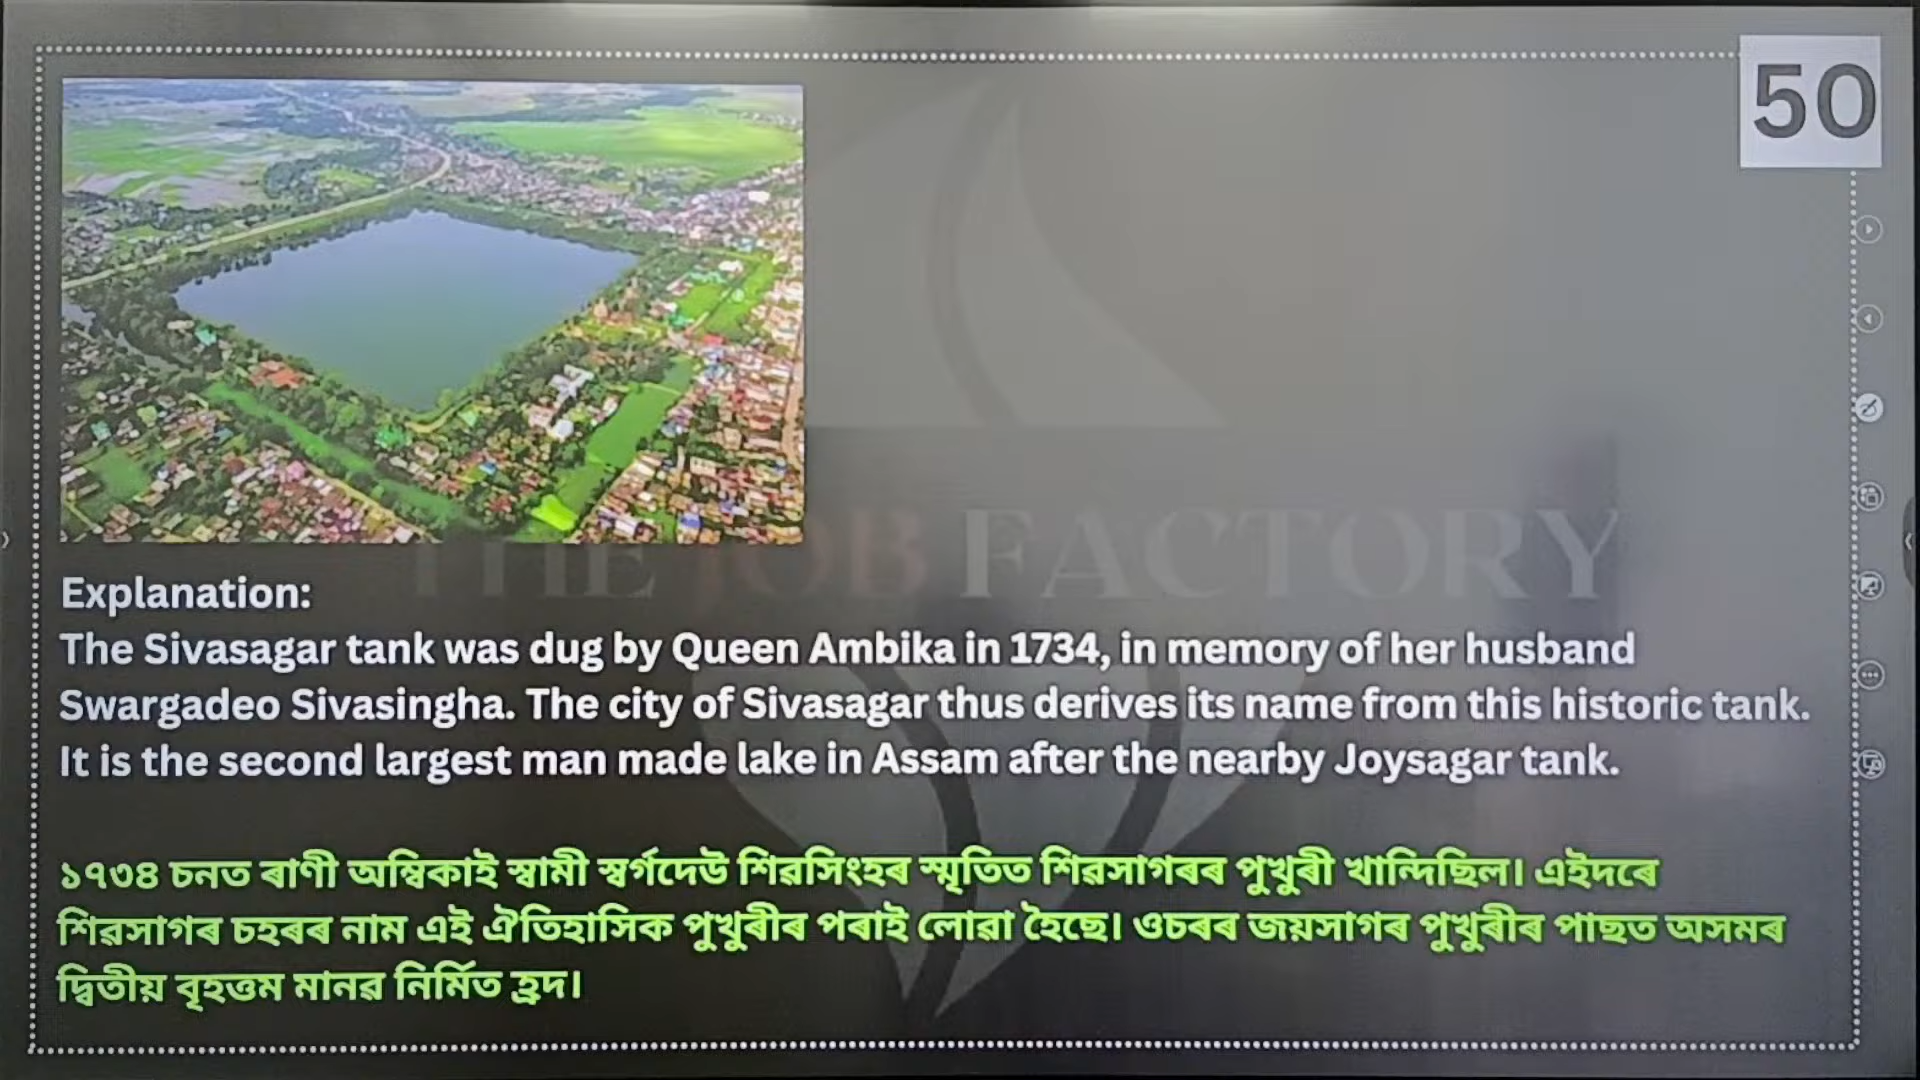 50
THE JOB FACTORY
Explanation:
The Sivasagar tank was dug by Queen Ambika in 1734, in memory of her husband
Swargadeo Sivasingha. The city of Sivasagar thus derives its name from this historic tank.
It is the second largest man made lake in Assam after the nearby Joysagar tank.
১৭৩৪ চনত ৰাণী অম্বিকাই স্বামী স্বৰ্গদেউ শিৱসিংহৰ স্মৃতিত শিৱসাগৰৰ পুখুৰী খান্দিছিল। এইদৰে
শিৱসাগৰ চহৰৰ নাম এই ঐতিহাসিক পুখুৰীৰ পৰাই লোৱা হৈছে। ওচৰৰ জয়সাগৰ পুখুৰীৰ পাছত অসমৰ
দ্বিতীয় বৃহত্তম মানৱ নিৰ্মিত হ্ৰদ।